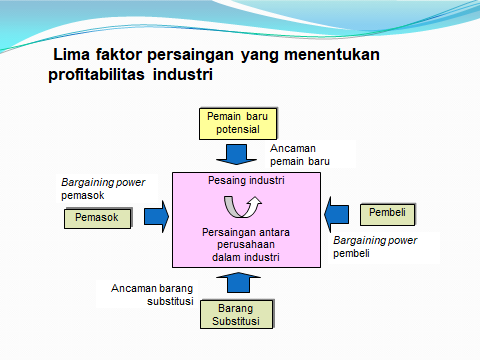 Lima faktor persaingan yang menentukan
profitabilitas industri
Pemain baru
potensial
Ancaman
pemain baru
Bargaining power
pemasok
Pemasok
Pesaing industri
Persaingan antara
perusahaan
dalam industri
Pembeli
Bargaining power
pembeli
Ancaman barang
substitusi
Barang
Substitusi